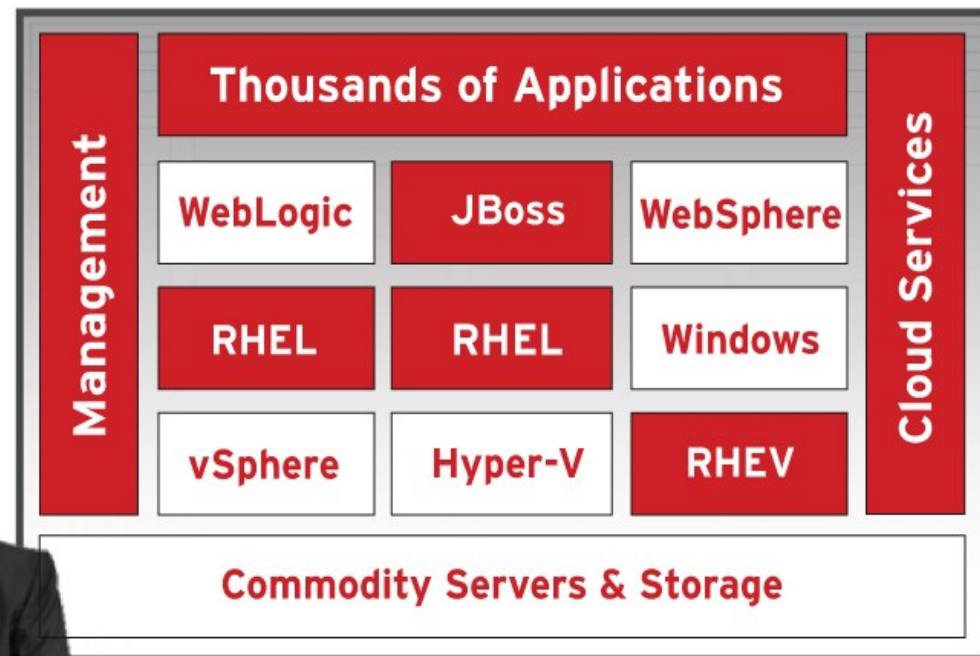 Thousands of Applications
Management
Cloud Services
WebLogic
JBoss
WebSphere
RHEL
RHEL
Windows
vSphere
Hyper-V
RHEV
Commodity Servers & Storage